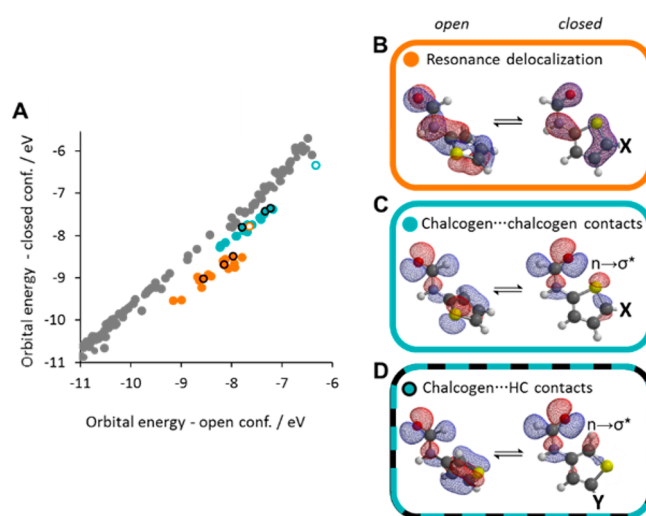 open closed
B
Resonance delocalization
X
A
Orbital energy - closed conf. / eV
-6
-7
-8
-9
-10
-11
-11 -10 -9 -8 -7 -6
Orbital energy - open conf. / eV
C
Chalcogen···chalcogen contacts
n→σ*
X
D
Chalcogen···HC contacts
n→σ*
Y